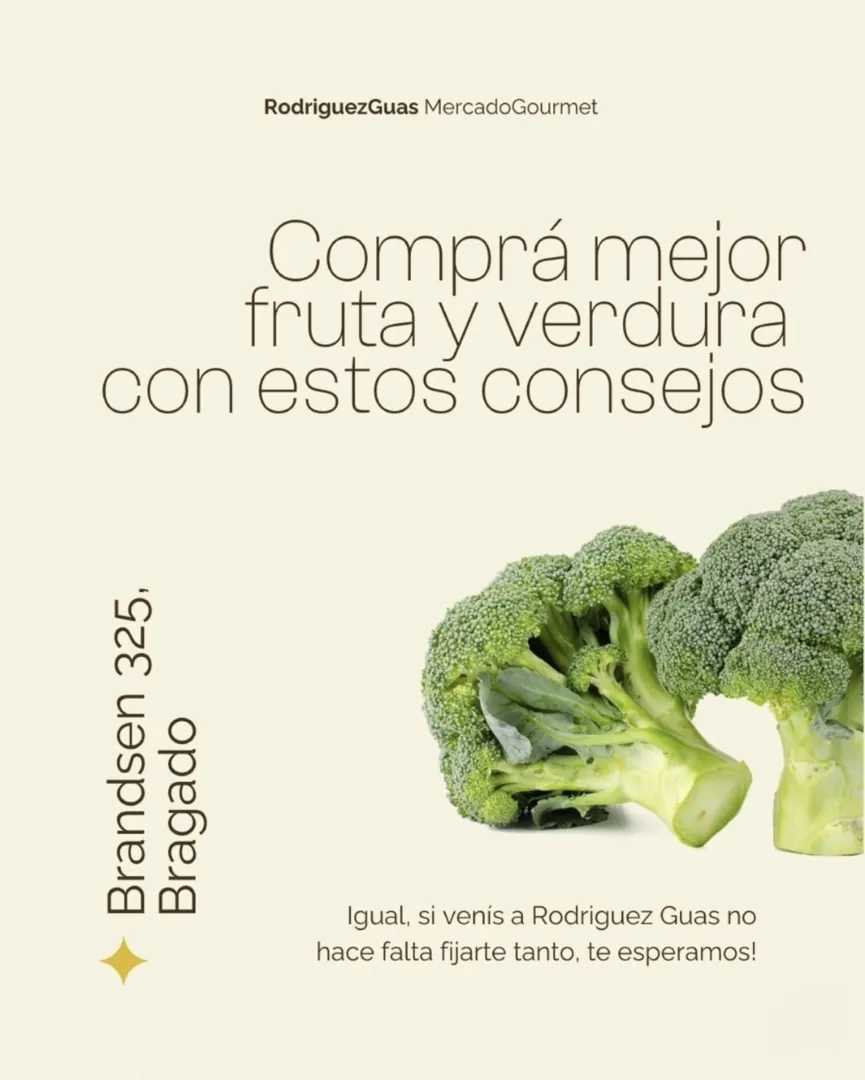 RodriguezGuas MercadoGourmet
Comprá mejor
fruta y verdura
con estos consejos
Brandsen 325,
Bragado
Igual, si venís a Rodriguez Guas no
hace falta fijarte tanto, te esperamos!